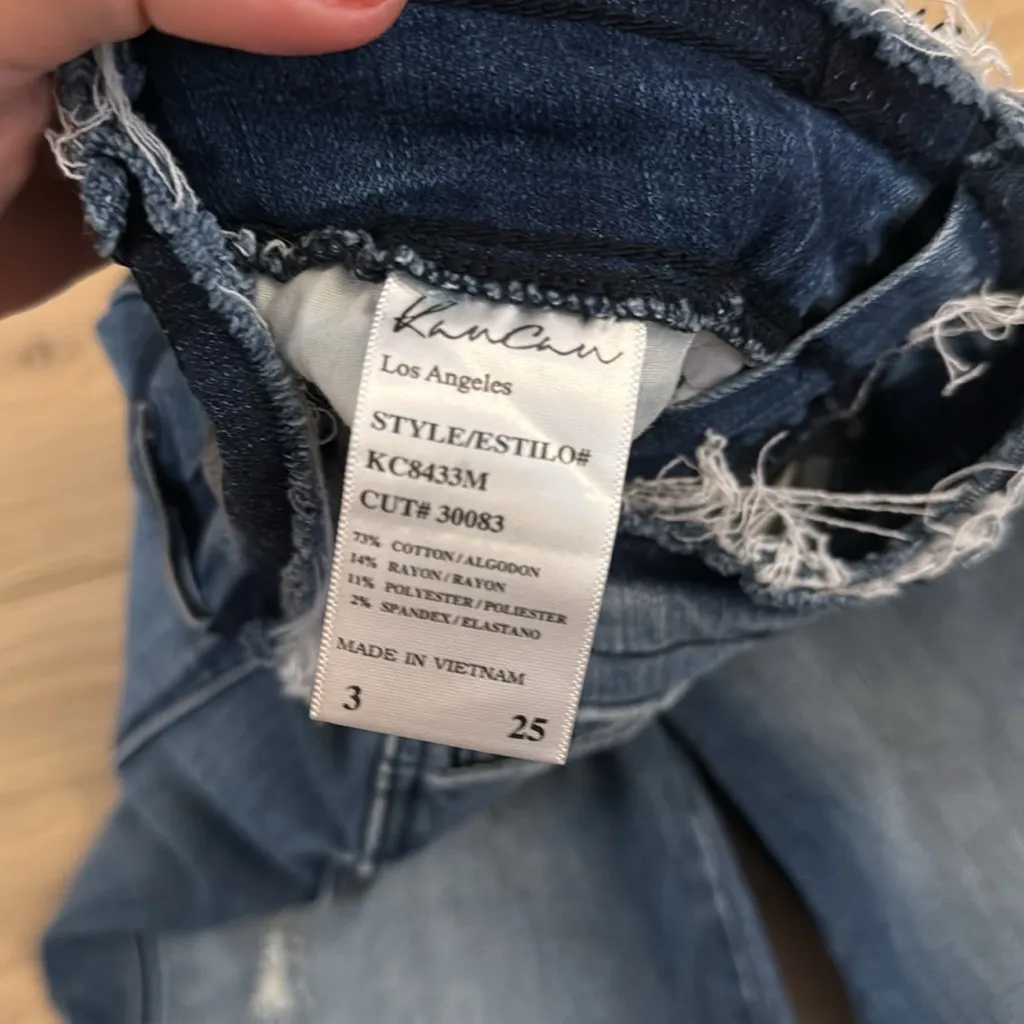 KanCan
Los Angeles
STYLE/ESTILO#
KC8433M
CUT# 30083
73% COTTON/ALGODON
14% RAYON/RAYON
11% POLYESTER/POLIESTER
2% SPANDEX/ELASTANO
MADE IN VIETNAM
3 25